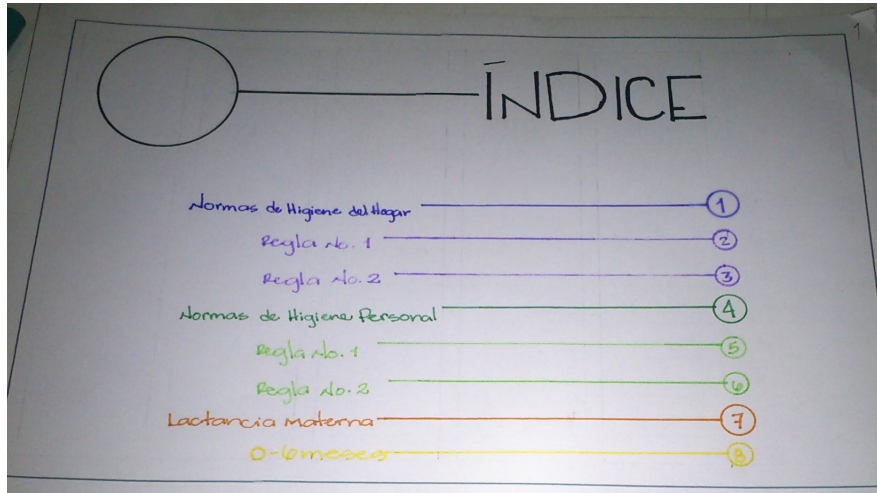 1
ÍNDICE
Normas de Higiene del Hogar 1
Regla No. 1 2
Regla No. 2 3
Normas de Higiene Personal 4
Regla No. 1 5
Regla No. 2 6
Lactancia Materna 7
0-6 meses 8